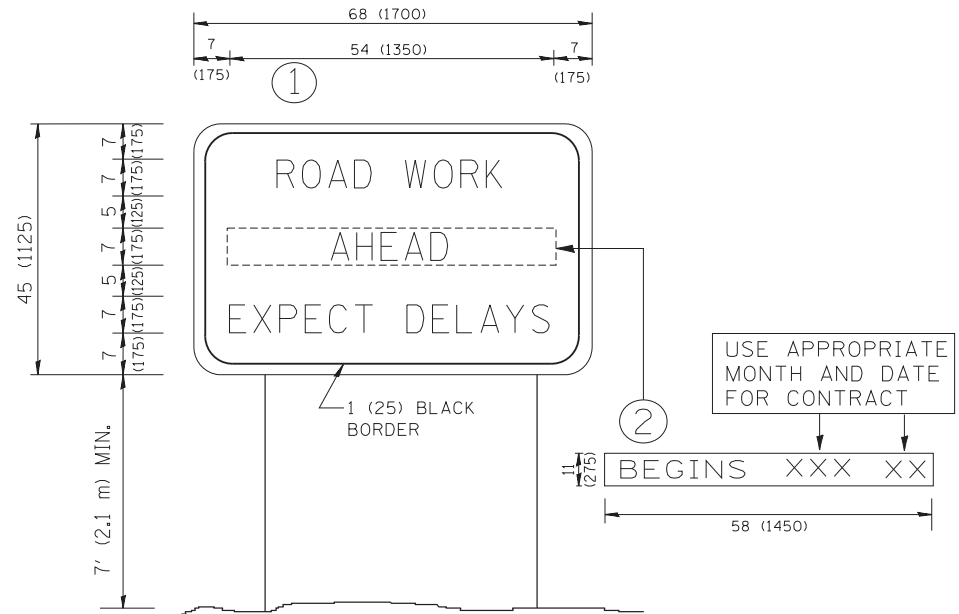 68 (1700)
7 54 (1350) 7
(175) (175)
1
ROAD WORK
AHEAD
EXPECT DELAYS
45 (1125)
7 (175)
7 (175)
5 (125)
7 (175)
5 (125)
7 (175)
7 (175)
7' (2.1 m) MIN.
1 (25) BLACK
BORDER
USE APPROPRIATE
MONTH AND DATE
FOR CONTRACT
2
11
(275)
BEGINS XXX XX
58 (1450)